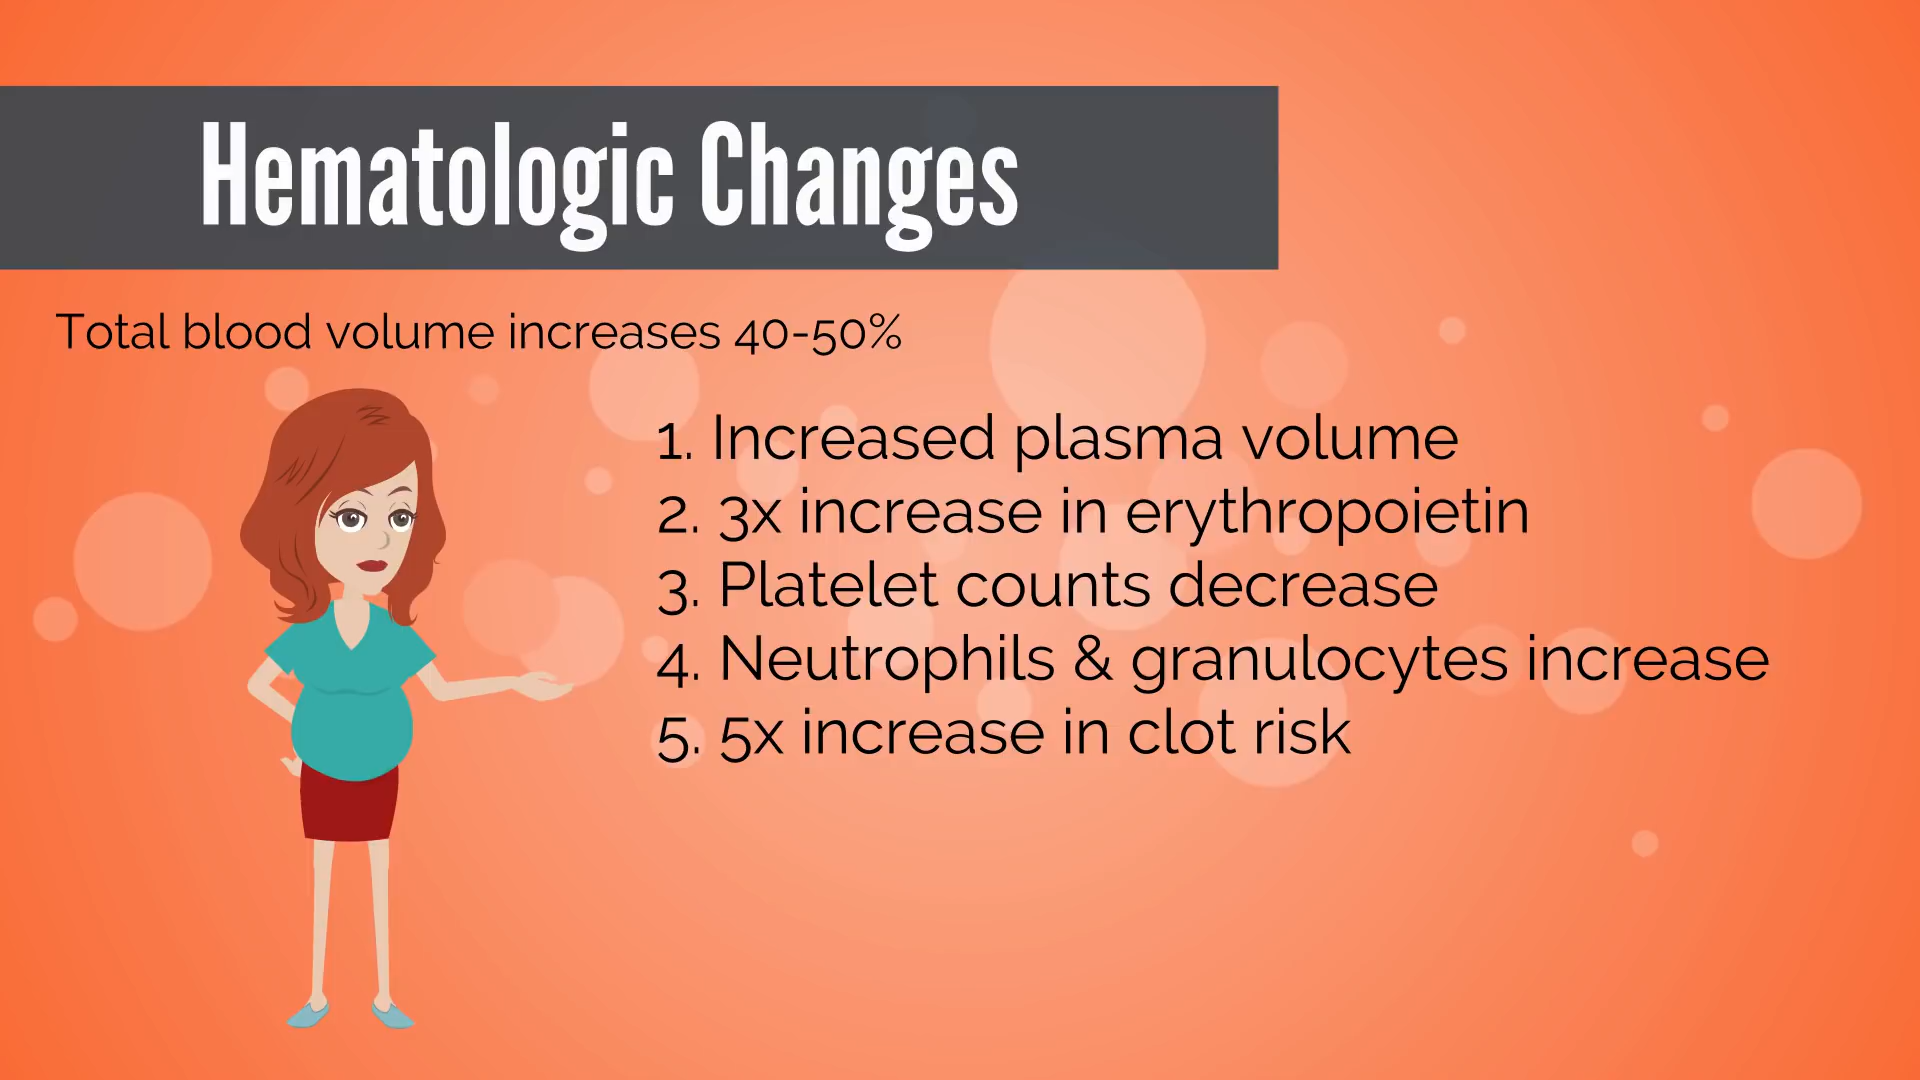 Hematologic Changes
Total blood volume increases 40-50%
1. Increased plasma volume
2. 3x increase in erythropoietin
3. Platelet counts decrease
4. Neutrophils & granulocytes increase
5. 5x increase in clot risk